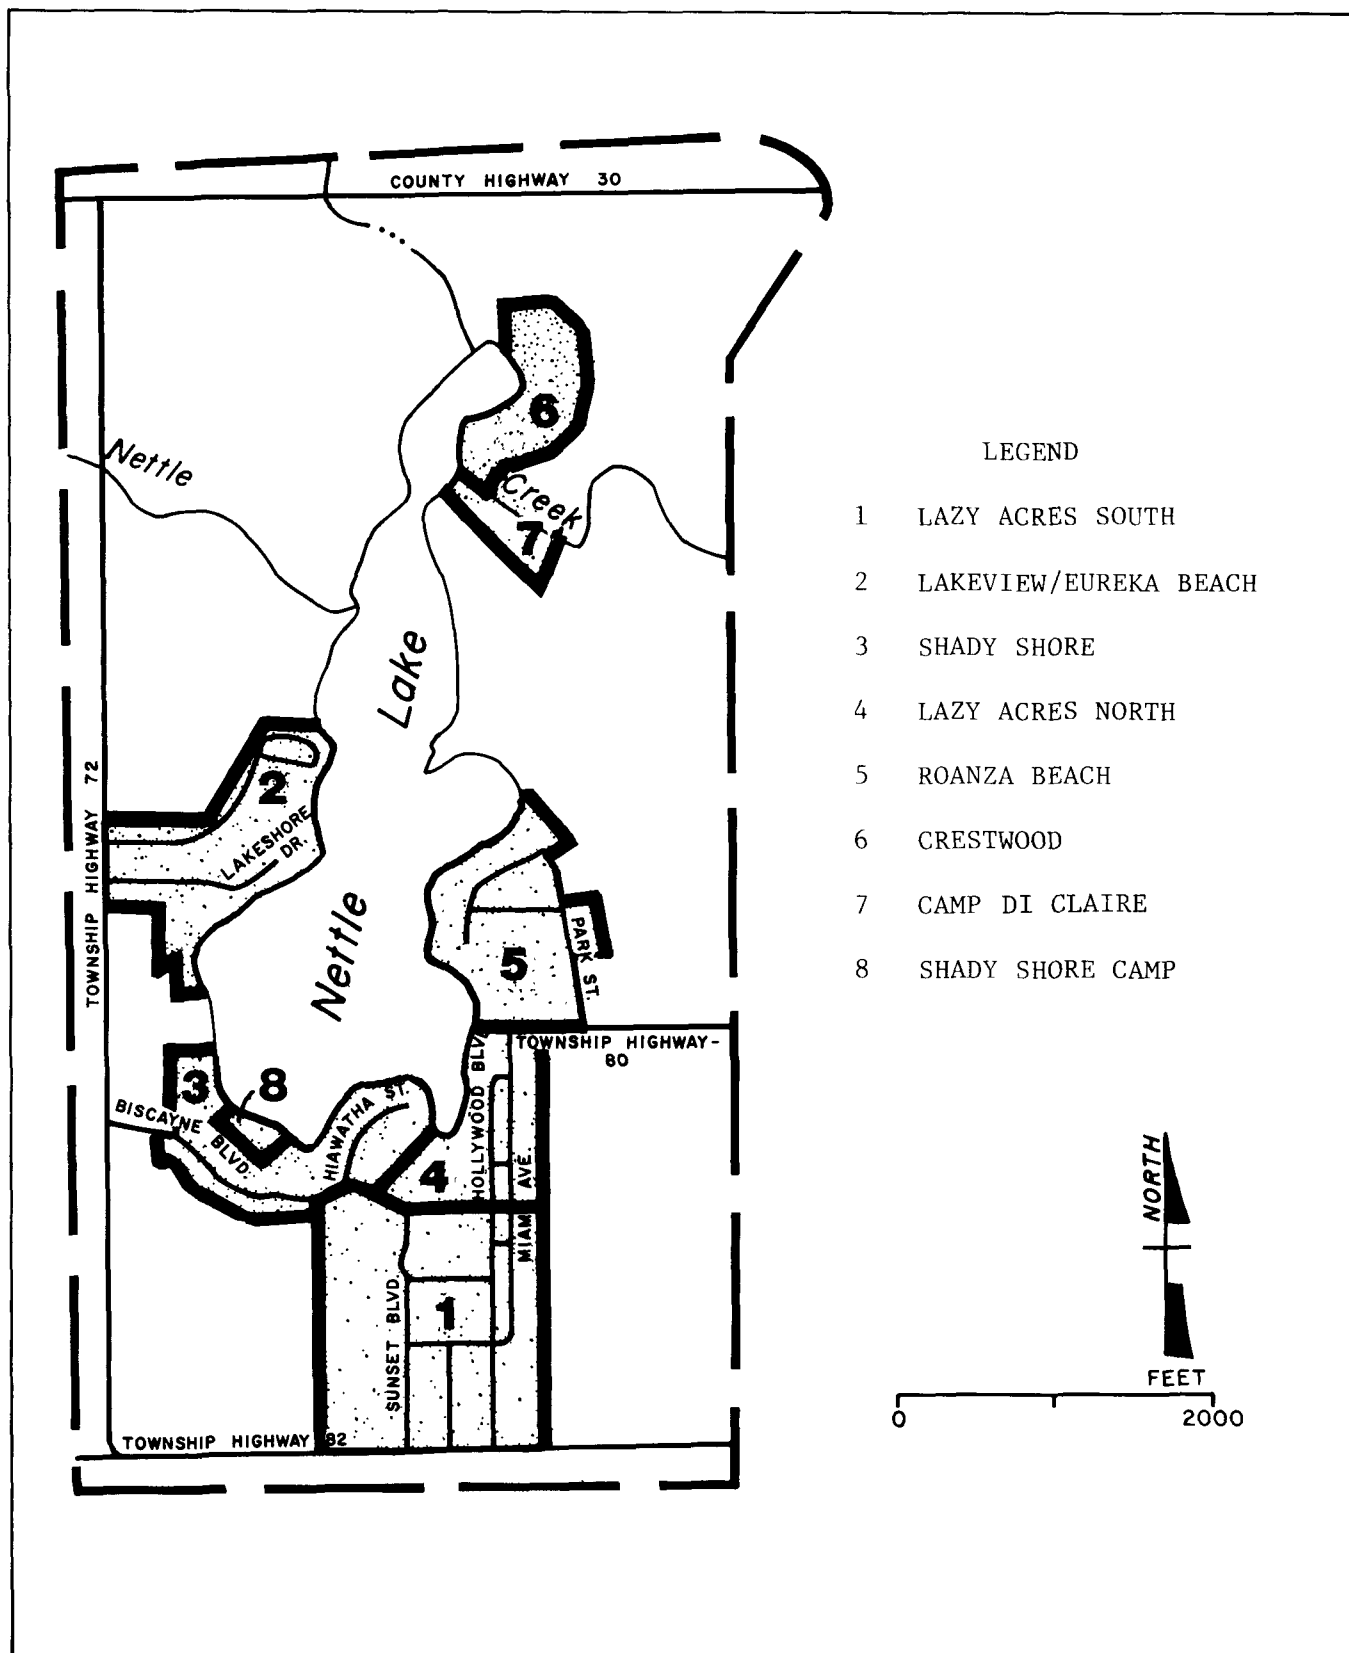 COUNTY HIGHWAY 30
6
Nettle
Creek
7
LEGEND
1 LAZY ACRES SOUTH
2 LAKEVIEW/EUREKA BEACH
3 SHADY SHORE
4 LAZY ACRES NORTH
5 ROANZA BEACH
6 CRESTWOOD
7 CAMP DI CLAIRE
8 SHADY SHORE CAMP
Lake
Nettle
TOWNSHIP HIGHWAY 72
2
LAKESHORE
DR.
5
PARK ST.
TOWNSHIP HIGHWAY-
80
3
8
BISCAYNE BLVD.
HIAWATHA ST.
HOLLYWOOD BLVD
4
MIAMI AVE.
1
SUNSET BLVD.
TOWNSHIP HIGHWAY 82
NORTH
FEET
0 2000